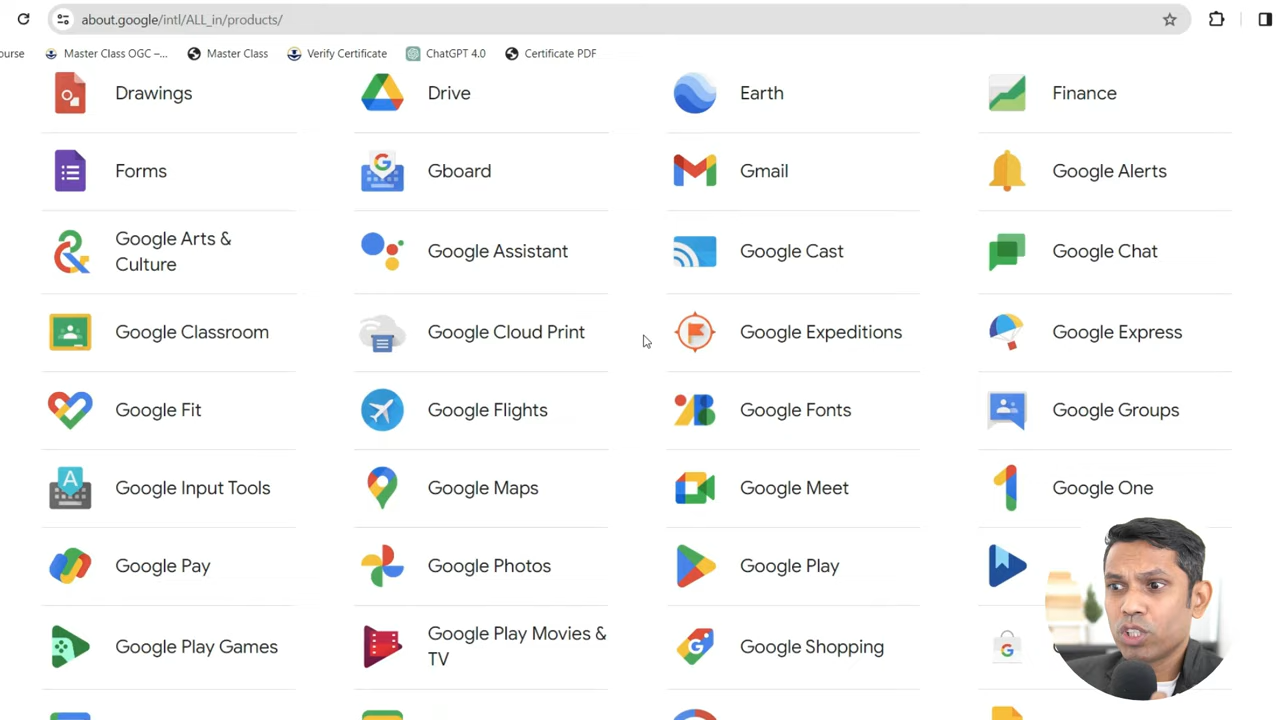 about.google/intl/ALL_in/products/
ourse Master Class OGC –... Master Class Verify Certificate ChatGPT 4.0 Certificate PDF
Drawings Drive Earth Finance
Forms Gboard Gmail Google Alerts
Google Arts &
Culture
Google Assistant Google Cast Google Chat
Google Classroom Google Cloud Print Google Expeditions Google Express
Google Fit Google Flights Google Fonts Google Groups
Google Input Tools Google Maps Google Meet Google One
Google Pay Google Photos Google Play
Google Play Games
Google Play Movies &
TV
Google Shopping